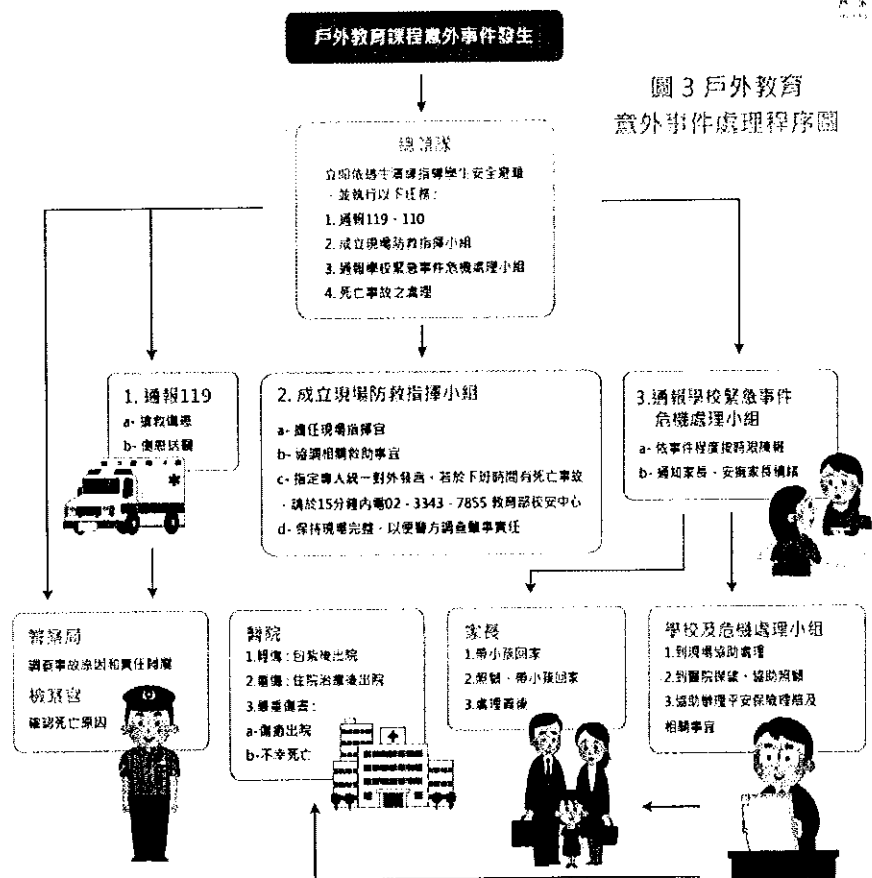 戶外教育課程意外事件發生
圖 3 戶外教育
意外事件處理程序圖
總領隊
立即依逃生演練指導學生安全避難
，並執行以下任務：
1. 通報119、110
2. 成立現場防救指揮小組
3. 通報學校緊急事件危機處理小組
4. 死亡事故之處理
1. 通報119
a- 搶救傷患
b- 傷患送醫
2. 成立現場防救指揮小組
a- 擔任現場指揮官
b- 協調相關救助事宜
c- 指定專人統一對外發言，若於下班時間有死亡事故
，請於15分鐘內電02-3343-7855 教育部校安中心
d- 保持現場完整，以便警方調查肇事責任
3.通報學校緊急事件
危機處理小組
a- 依事件程度按時限陳報
b- 通知家長、安撫家長情緒
警察局
調查事故原因和責任歸屬
檢察官
確認死亡原因
醫院
1.輕傷：包紮後出院
2.重傷：住院治療後出院
3.嚴重傷害：
a-傷癒出院
b-不幸死亡
家長
1.帶小孩回家
2.照顧、帶小孩回家
3.處理善後
學校及危機處理小組
1.到現場協助處理
2.到醫院探望、協助照顧
3.協助辦理平安保險理賠及
相關事宜